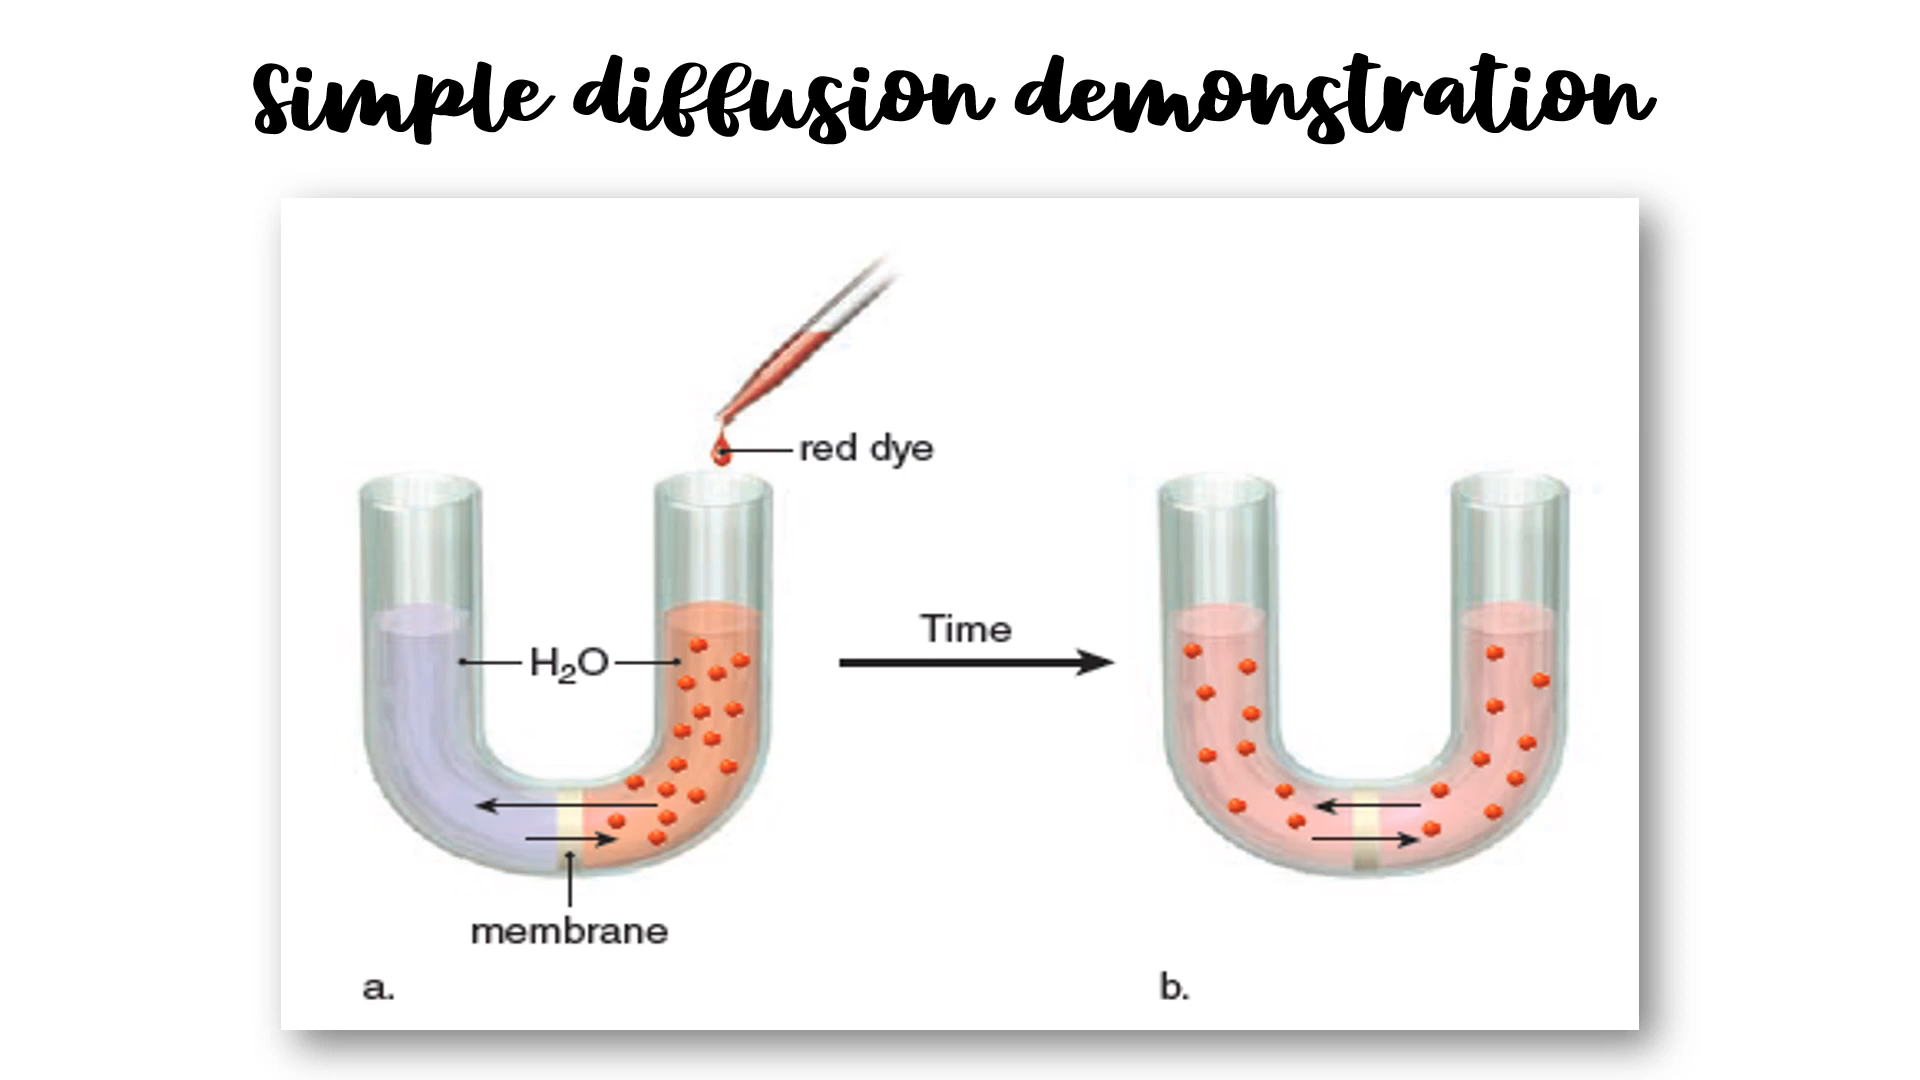 Simple diffusion demonstration
red dye
Time
H₂O
membrane
a.
b.